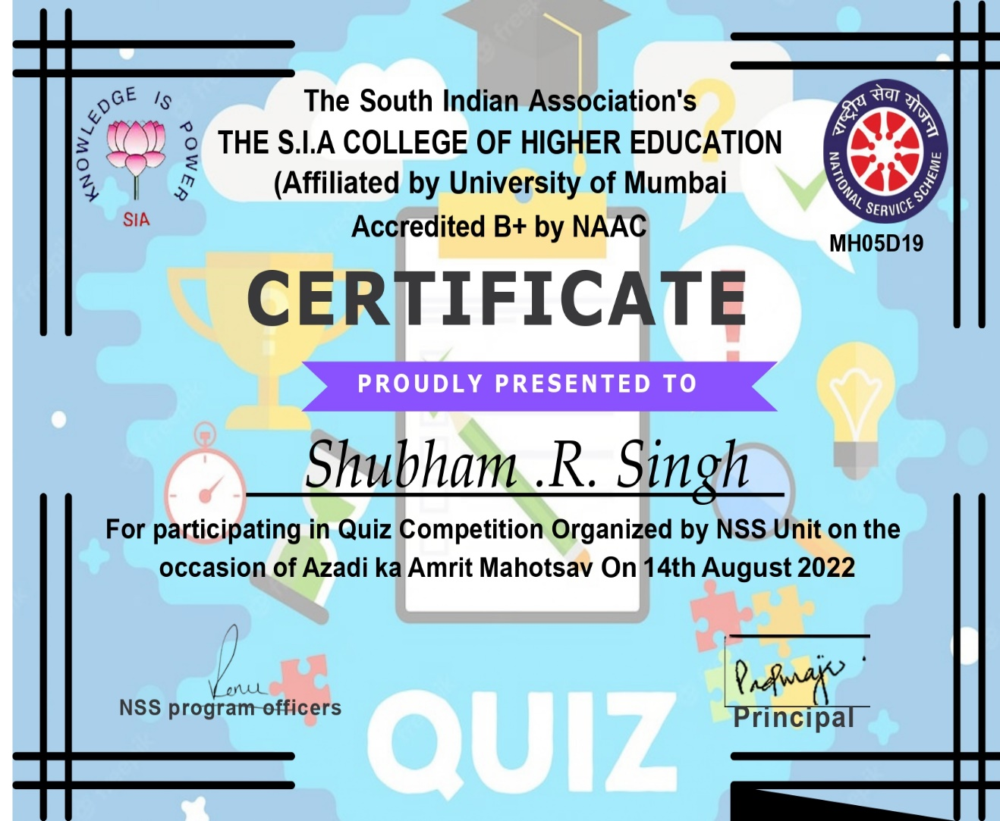 KNOWLEDGE IS POWER
SIA
The South Indian Association's
THE S.I.A COLLEGE OF HIGHER EDUCATION
(Affiliated by University of Mumbai
Accredited B+ by NAAC
राष्ट्रीय सेवा योजना
NATIONAL SERVICE SCHEME
MH05D19
CERTIFICATE
PROUDLY PRESENTED TO
Shubham .R. Singh
For participating in Quiz Competition Organized by NSS Unit on the
occasion of Azadi ka Amrit Mahotsav On 14th August 2022
Renu
NSS program officers
Principal
QUIZ